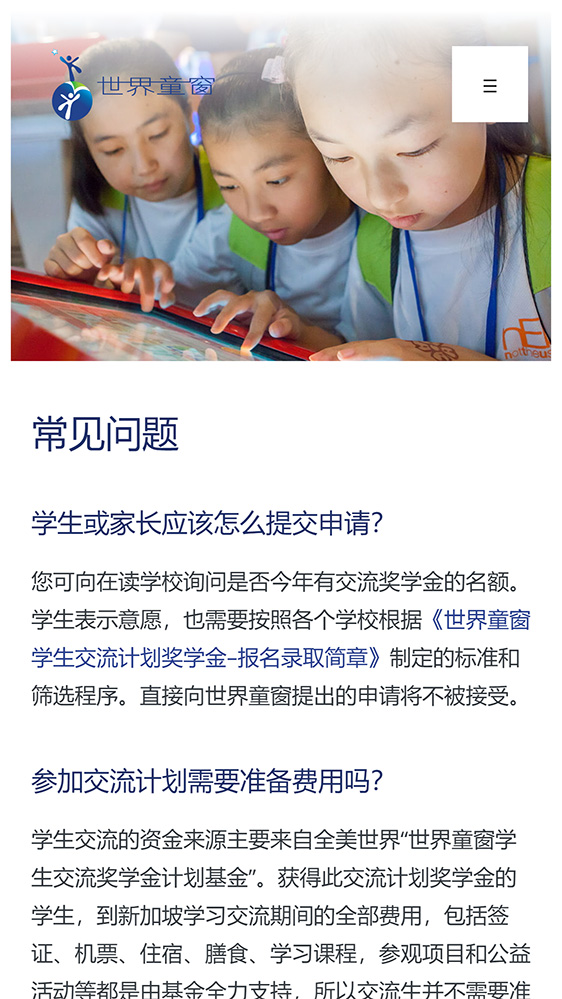 世界童窗
nottheus
常见问题
学生或家长应该怎么提交申请？
您可向在读学校询问是否今年有交流奖学金的名额。
学生表示意愿，也需要按照各个学校根据《世界童窗
学生交流计划奖学金–报名录取简章》制定的标准和
筛选程序。直接向世界童窗提出的申请将不被接受。
参加交流计划需要准备费用吗？
学生交流的资金来源主要来自全美世界“世界童窗学
生交流奖学金计划基金”。获得此交流计划奖学金的
学生，到新加坡学习交流期间的全部费用，包括签
证、机票、住宿、膳食、学习课程，参观项目和公益
活动等都是由基金全力支持，所以交流生并不需要准